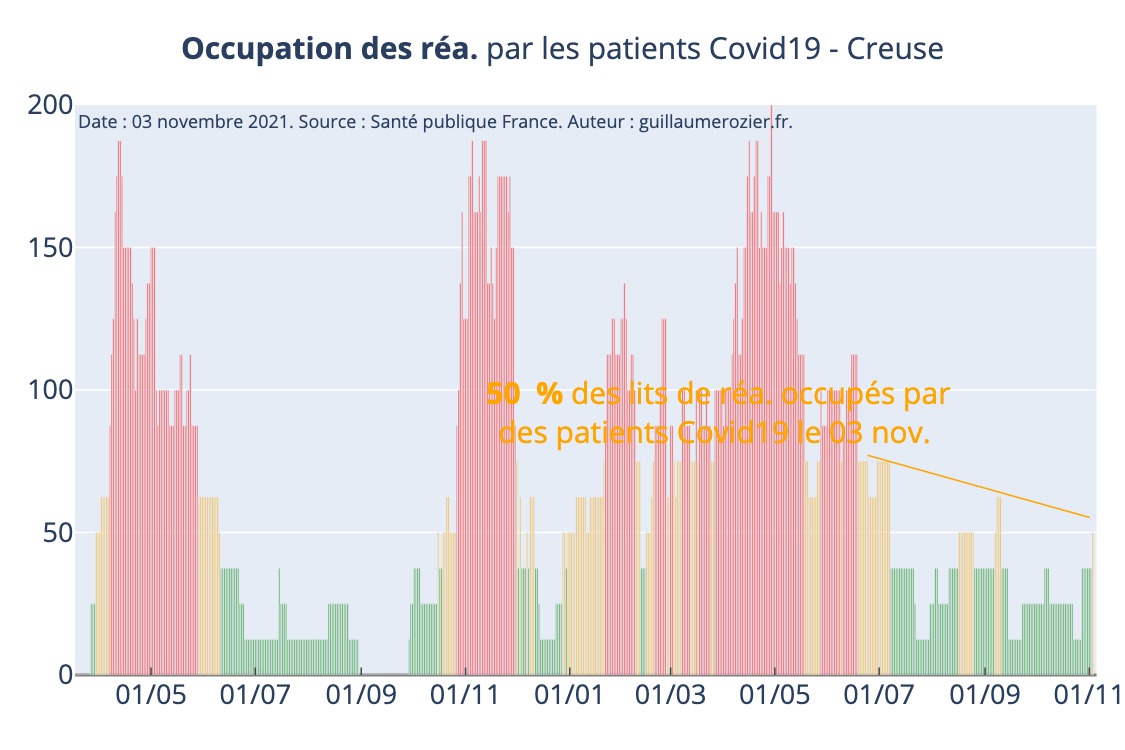 Occupation des réa. par les patients Covid19 - Creuse
200
Date : 03 novembre 2021. Source : Santé publique France. Auteur : guillaumerozier.fr.
150
100
50 % des lits de réa. occupés par
des patients Covid19 le 03 nov.
50
0
01/05 01/07 01/09 01/11 01/01 01/03 01/05 01/07 01/09 01/11